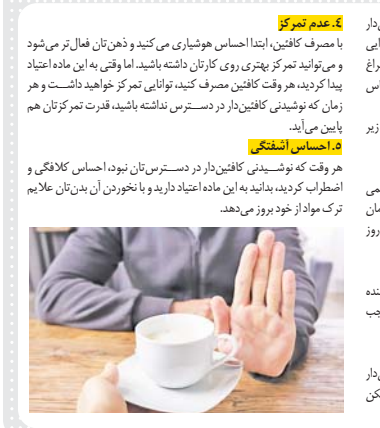 ٤. عدم تمرکز
با مصرف کافئین، ابتدا احساس هوشیاری می‌کنید و ذهن‌تان فعال‌تر می‌شود
و می‌توانید تمرکز بهتری روی کارتان داشته باشید. اما وقتی به این ماده اعتیاد
پیدا کردید، هر وقت کافئین مصرف کنید، توانایی تمرکز خواهید داشت و هر
زمان که نوشیدنی کافئین‌دار در دسترس نداشته باشید، قدرت تمرکزتان هم
پایین می‌آید.
۵. احساس آشفتگی
هر وقت که نوشیدنی کافئین‌دار در دسترس‌تان نبود، احساس کلافگی و
اضطراب کردید، بدانید به این ماده اعتیاد دارید و با نخوردن آن بدن‌تان علایم
ترک مواد از خود بروز می‌دهد.
زیر
روز